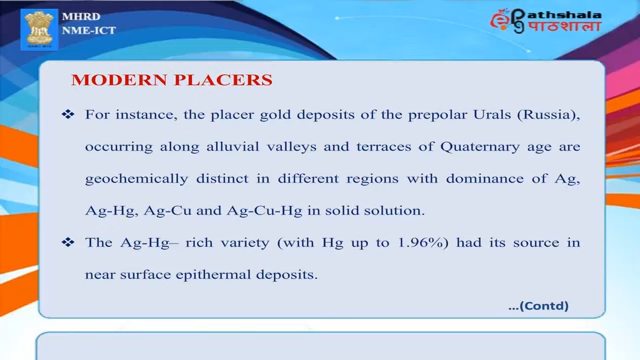 MHRD
NME-ICT
Pathshala
पाठशाला
MODERN PLACERS
❖ For instance, the placer gold deposits of the prepolar Urals (Russia),
occurring along alluvial valleys and terraces of Quaternary age are
geochemically distinct in different regions with dominance of Ag,
Ag-Hg, Ag-Cu and Ag-Cu-Hg in solid solution.
❖ The Ag-Hg– rich variety (with Hg up to 1.96%) had its source in
near surface epithermal deposits.
...(Contd)